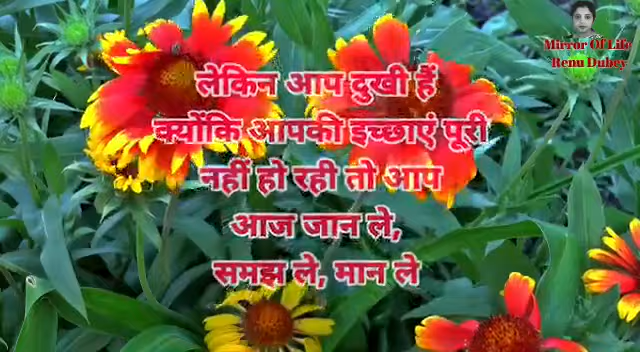 Mirror Of Life
Renu Dubey
लेकिन आप दुखी हैं
क्योंकि आपकी इच्छाएं पूरी
नहीं हो रही तो आप
आज जान ले,
समझ ले, मान ले